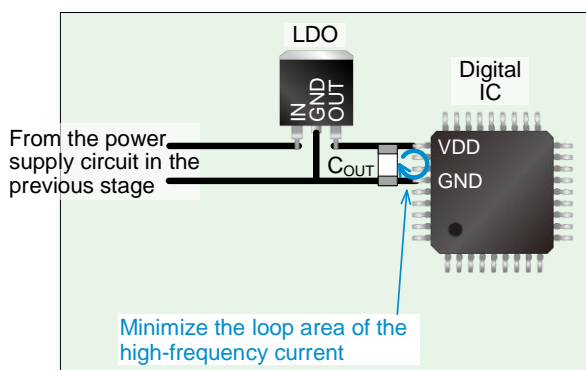 LDO
IN
GND
OUT
Digital
IC
From the power
supply circuit in the
previous stage
COUT
VDD
GND
Minimize the loop area of the
high-frequency current